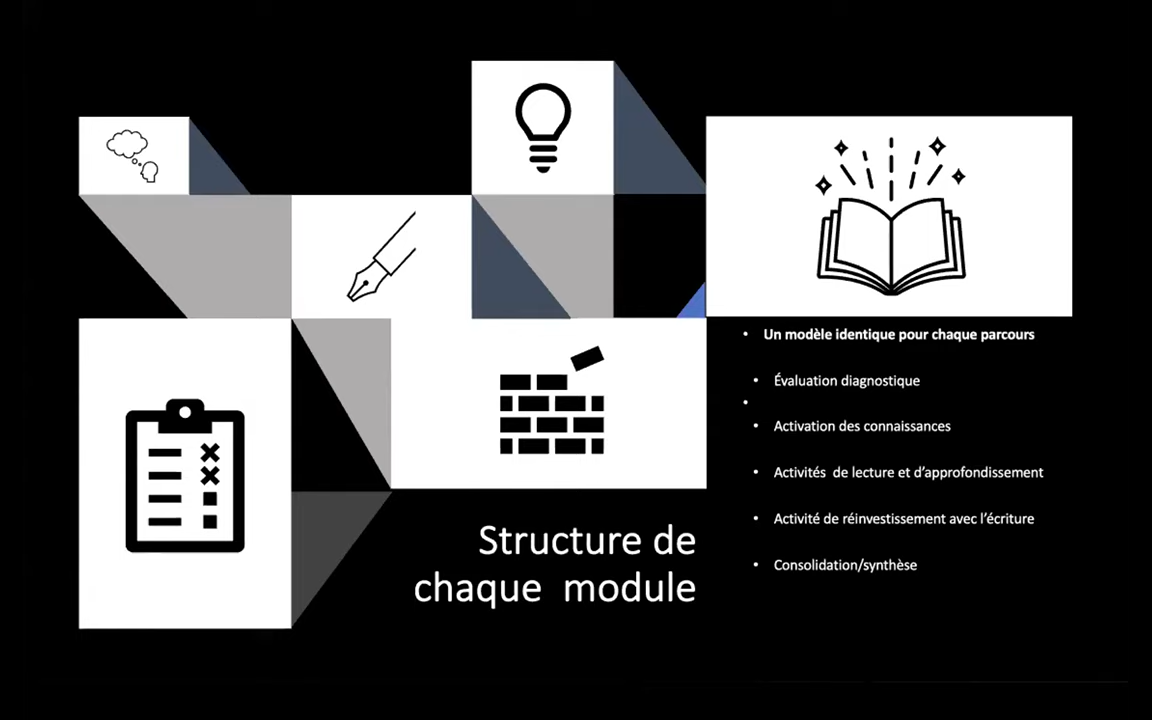 Structure de
chaque  module
• Un modèle identique pour chaque parcours
• Évaluation diagnostique
•
• Activation des connaissances
• Activités  de lecture et d’approfondissement
• Activité de réinvestissement avec l’écriture
• Consolidation/synthèse